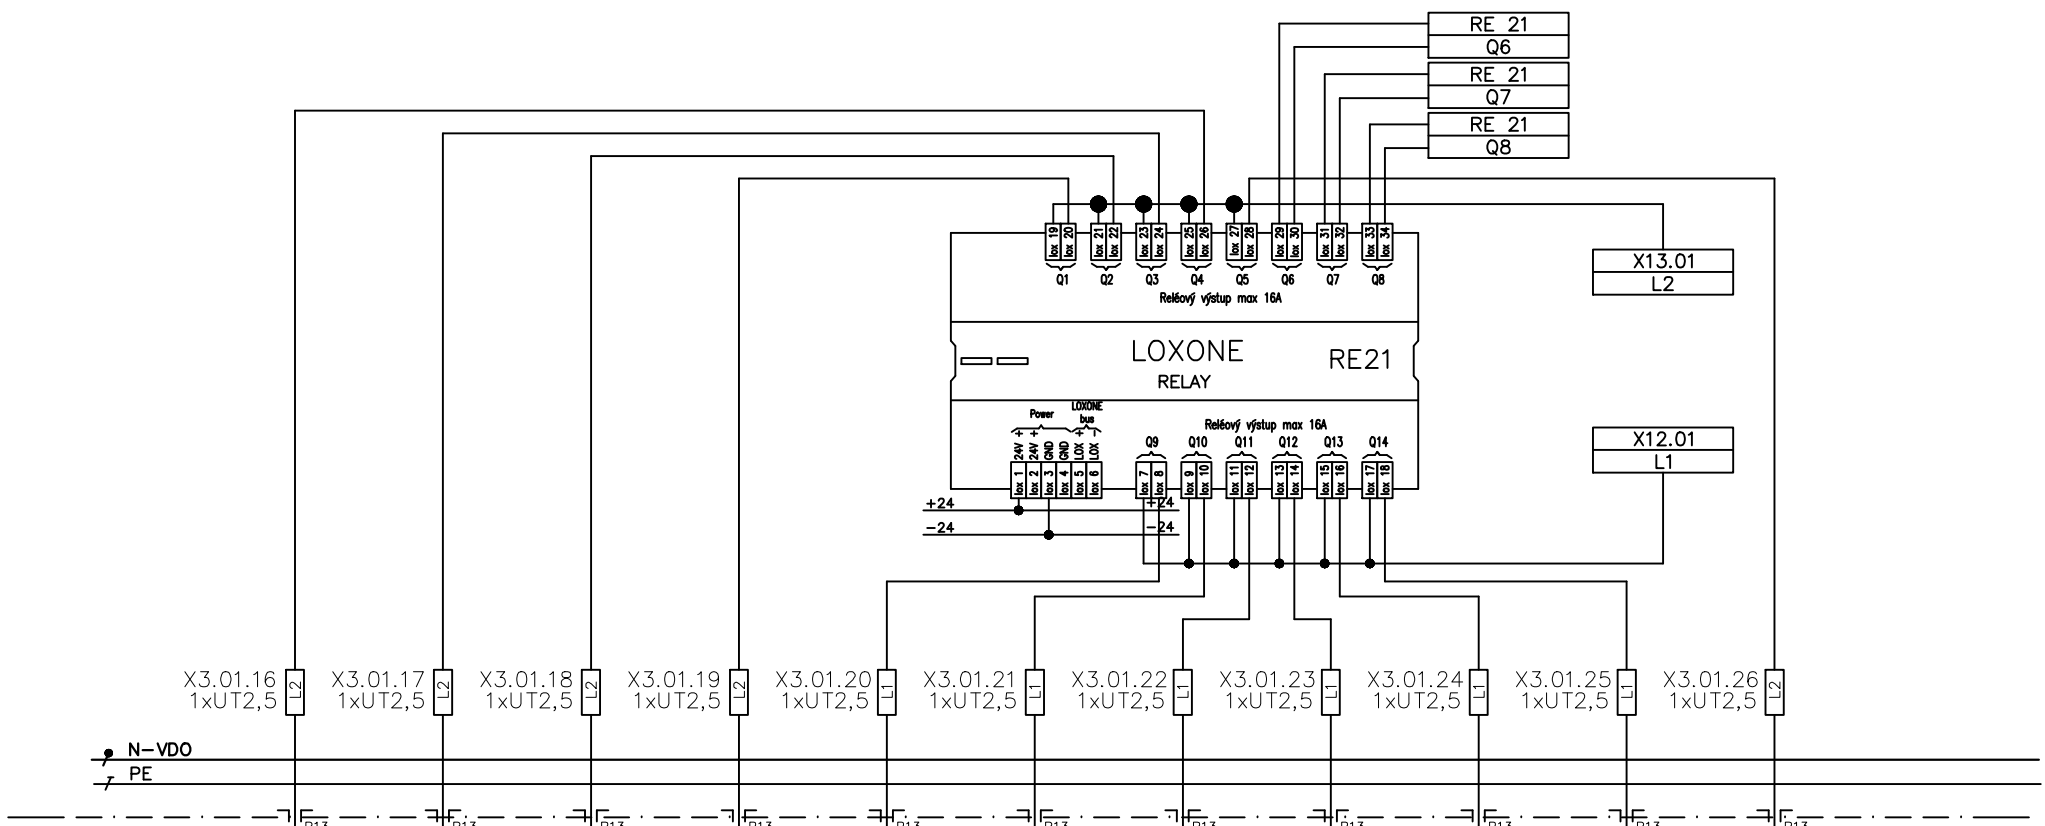 RE 21
Q6
RE 21
Q7
RE 21
Q8
lox 19 lox 20 lox 21 lox 22 lox 23 lox 24 lox 25 lox 26 lox 27 lox 28 lox 29 lox 30 lox 31 lox 32 lox 33 lox 34
Q1 Q2 Q3 Q4 Q5 Q6 Q7 Q8
Reléový výstup max 16A
X13.01
L2
LOXONE
RELAY
RE21
Power
LOXONE
bus
24V + 24V + GND GND LOX + LOX -
Reléový výstup max 16A
Q9 Q10 Q11 Q12 Q13 Q14
X12.01
L1
lox 1 lox 2 lox 3 lox 4 lox 5 lox 6 lox 7 lox 8 lox 9 lox 10 lox 11 lox 12 lox 13 lox 14 lox 15 lox 16 lox 17 lox 18
+24 +24
-24 -24
X3.01.16 X3.01.17 X3.01.18 X3.01.19 X3.01.20 X3.01.21 X3.01.22 X3.01.23 X3.01.24 X3.01.25 X3.01.26
1xUT2,5 1xUT2,5 1xUT2,5 1xUT2,5 1xUT2,5 1xUT2,5 1xUT2,5 1xUT2,5 1xUT2,5 1xUT2,5 1xUT2,5
L2 L2 L2 L2 L1 L1 L1 L1 L1 L1 L2
N-VDO
PE